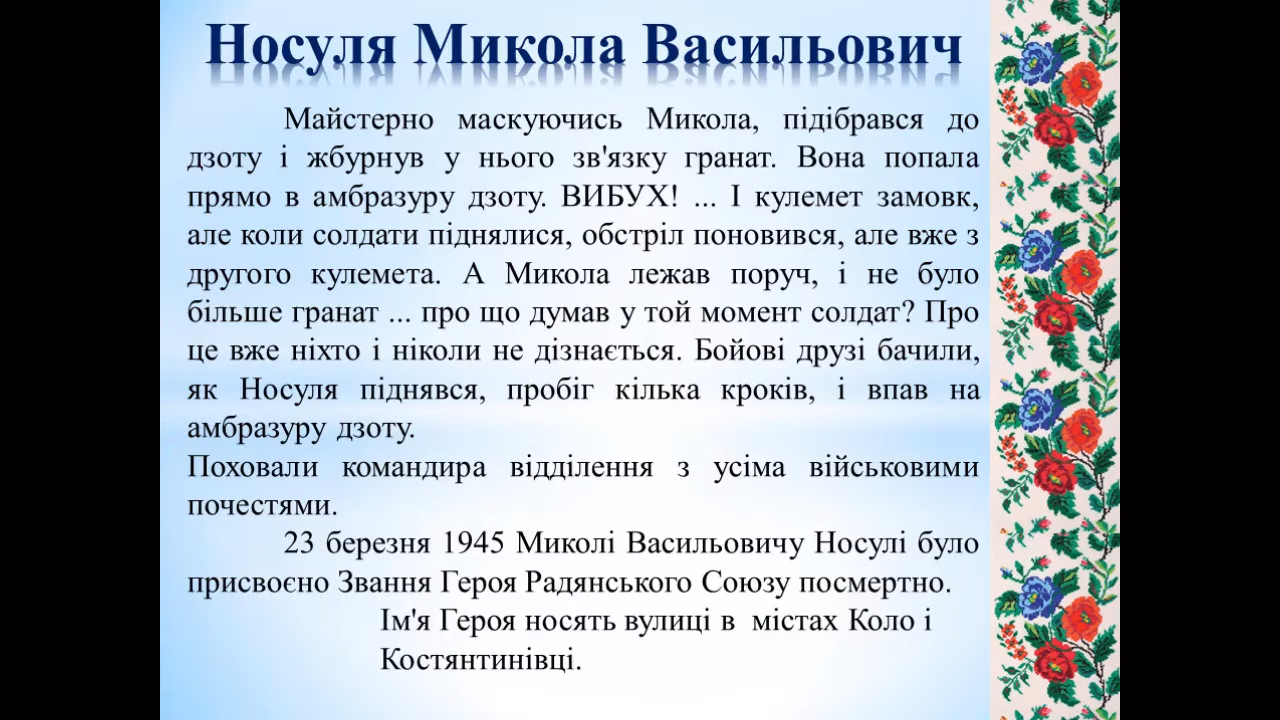 Носуля Микола Васильович
Майстерно маскуючись Микола, підібрався до
дзоту і жбурнув у нього зв'язку гранат. Вона попала
прямо в амбразуру дзоту. ВИБУХ! ... І кулемет замовк,
але коли солдати піднялися, обстріл поновився, але вже з
другого кулемета. А Микола лежав поруч, і не було
більше гранат ... про що думав у той момент солдат? Про
це вже ніхто і ніколи не дізнається. Бойові друзі бачили,
як Носуля піднявся, пробіг кілька кроків, і впав на
амбразуру дзоту.
Поховали командира відділення з усіма військовими
почестями.
23 березня 1945 Миколі Васильовичу Носулі було
присвоєно Звання Героя Радянського Союзу посмертно.
Ім'я Героя носять вулиці в  містах Коло і
Костянтинівці.